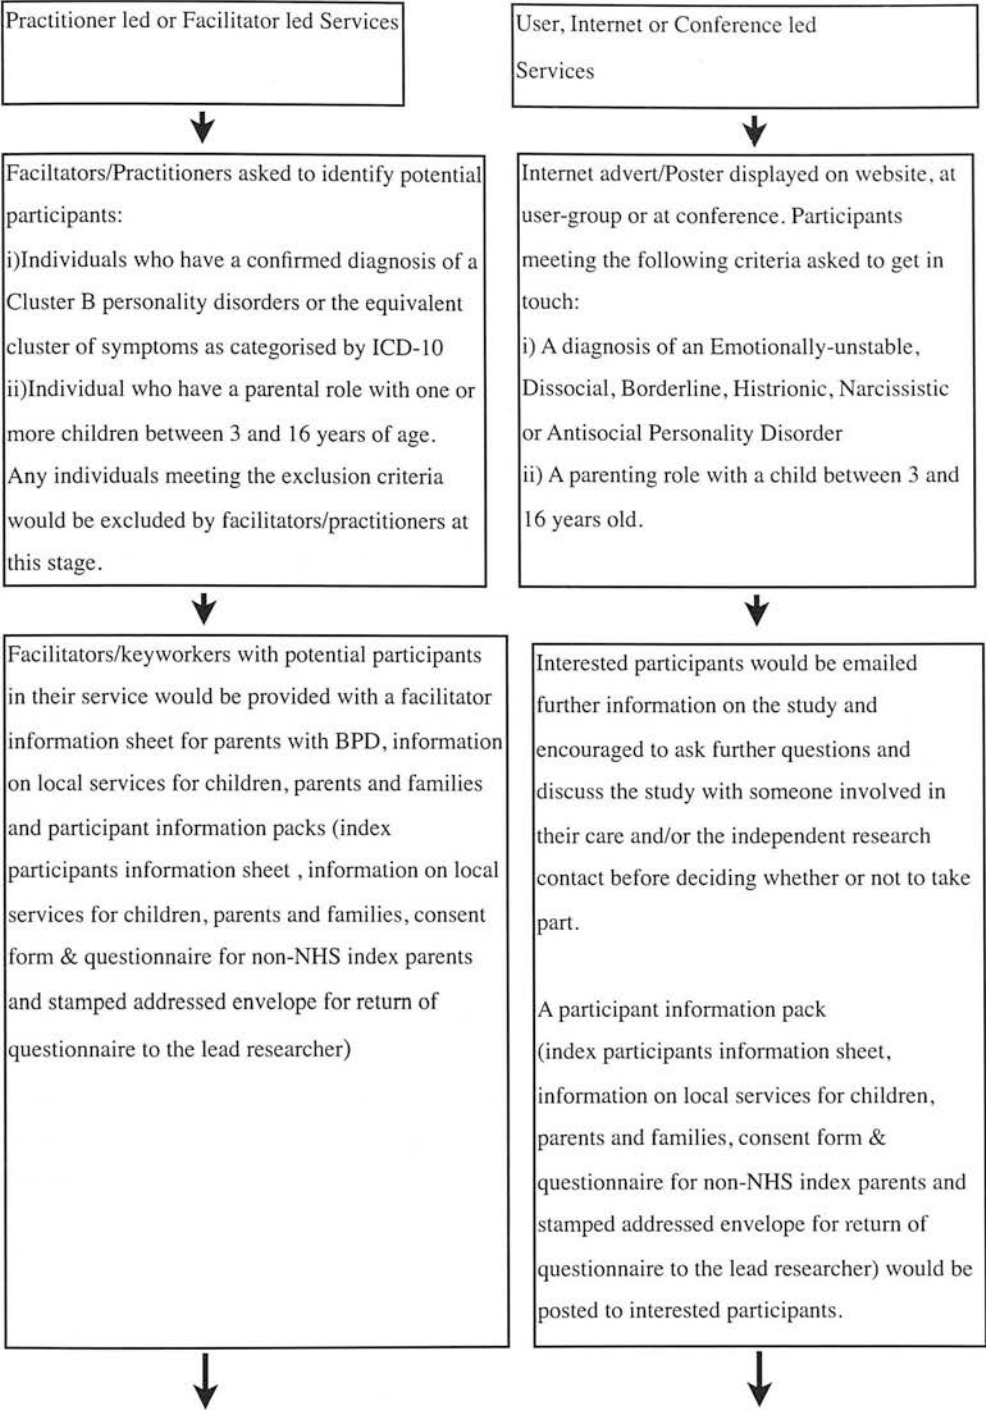 Practitioner led or Facilitator led Services
User, Internet or Conference led
Services
Faciltators/Practitioners asked to identify potential
participants:
i)Individuals who have a confirmed diagnosis of a
Cluster B personality disorders or the equivalent
cluster of symptoms as categorised by ICD-10
ii)Individual who have a parental role with one or
more children between 3 and 16 years of age.
Any individuals meeting the exclusion criteria
would be excluded by facilitators/practitioners at
this stage.
Internet advert/Poster displayed on website, at
user-group or at conference. Participants
meeting the following criteria asked to get in
touch:
i) A diagnosis of an Emotionally-unstable,
Dissocial, Borderline, Histrionic, Narcissistic
or Antisocial Personality Disorder
ii) A parenting role with a child between 3 and
16 years old.
Facilitators/keyworkers with potential participants
in their service would be provided with a facilitator
information sheet for parents with BPD, information
on local services for children, parents and families
and participant information packs (index
participants information sheet , information on local
services for children, parents and families, consent
form & questionnaire for non-NHS index parents
and stamped addressed envelope for return of
questionnaire to the lead researcher)
Interested participants would be emailed
further information on the study and
encouraged to ask further questions and
discuss the study with someone involved in
their care and/or the independent research
contact before deciding whether or not to take
part.
A participant information pack
(index participants information sheet,
information on local services for children,
parents and families, consent form &
questionnaire for non-NHS index parents and
stamped addressed envelope for return of
questionnaire to the lead researcher) would be
posted to interested participants.